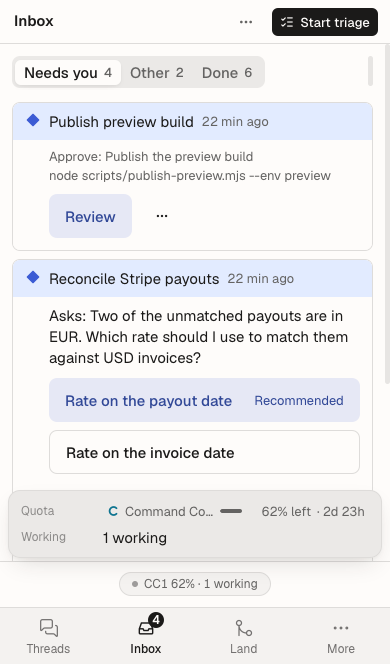 Inbox
Start triage
Needs you 4
Other 2
Done 6
Publish preview build 22 min ago
Approve: Publish the preview build
node scripts/publish-preview.mjs --env preview
Review
Reconcile Stripe payouts 22 min ago
Asks: Two of the unmatched payouts are in
EUR. Which rate should I use to match them
against USD invoices?
Rate on the payout date Recommended
Rate on the invoice date
Quota C Command Co... 62% left · 2d 23h
Working 1 working
CC1 62% · 1 working
4
Threads
Inbox
Land
More